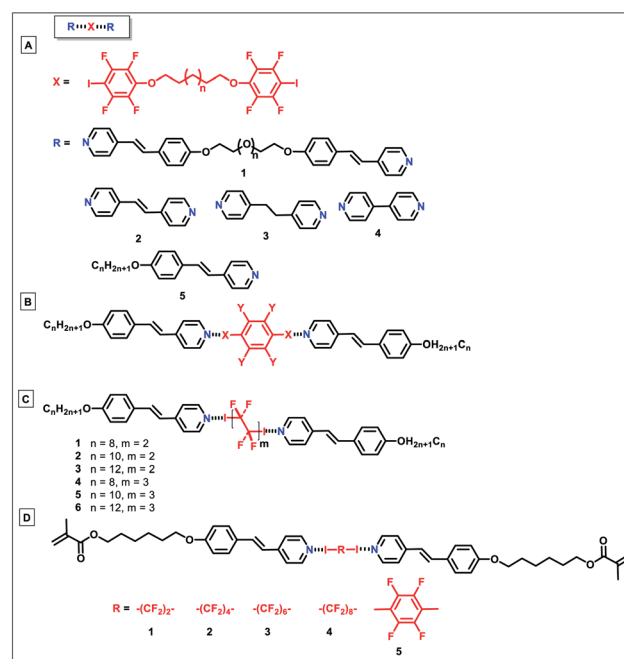 R···X···R
A
X = I F F F F O n O F F F F I
R = N O (O)n O N
1
N N N N N N
2 3 4
CnH2n+1O N
5
B
CnH2n+1O N···X Y Y Y Y X···N OH2n+1Cn
C
CnH2n+1O N···I F F F F m I···N OH2n+1Cn
1 n = 8, m = 2
2 n = 10, m = 2
3 n = 12, m = 2
4 n = 8, m = 3
5 n = 10, m = 3
6 n = 12, m = 3
D
O O O N···I-R-I···N O O O
R = -(CF2)2- -(CF2)4- -(CF2)6- -(CF2)8- F F F F
1 2 3 4 5